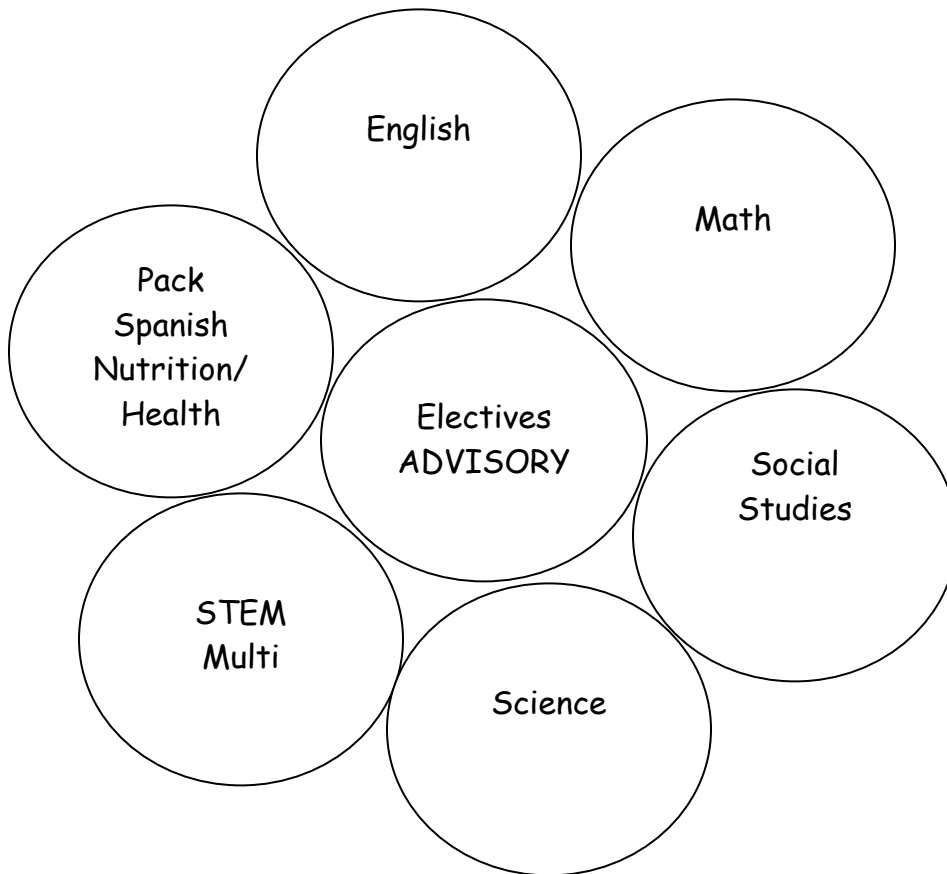 English
Math
Pack
Spanish
Nutrition/
Health
Electives
ADVISORY
Social
Studies
STEM
Multi
Science